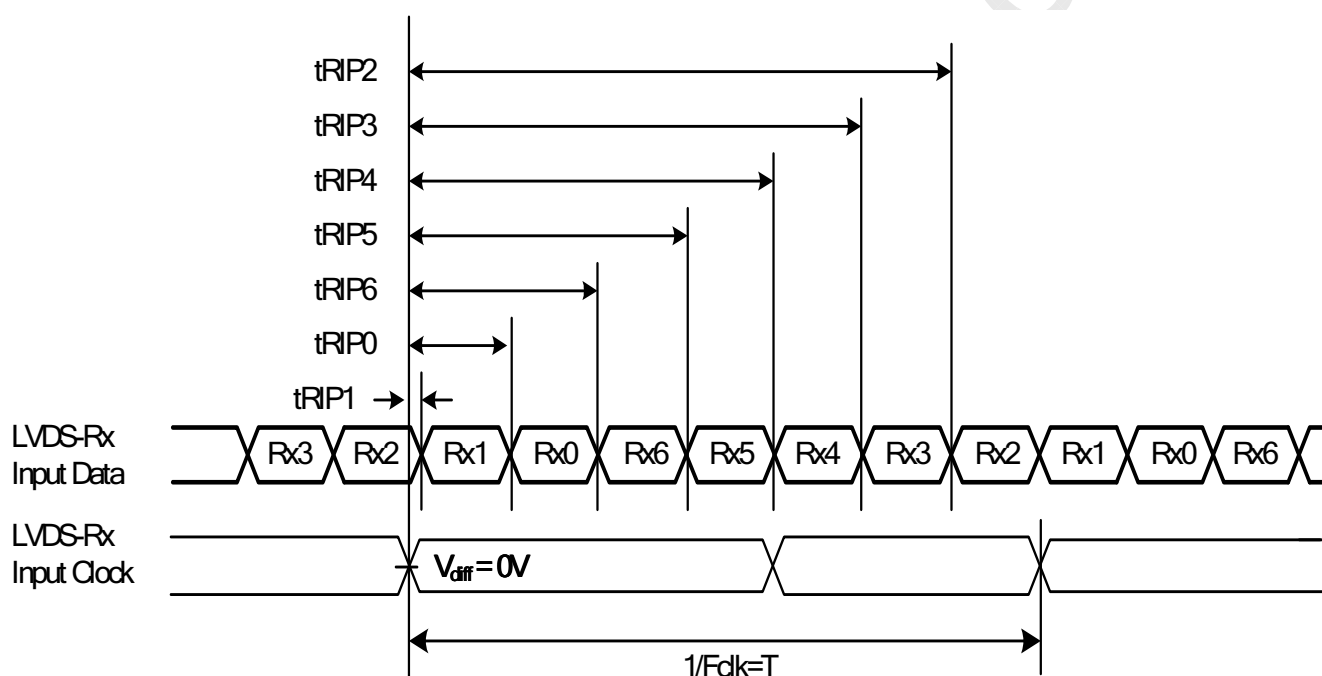 tRIP2
tRIP3
tRIP4
tRIP5
tRIP6
tRIP0
tRIP1
LVDS-Rx
Input Data
Rx3 Rx2 Rx1 Rx0 Rx6 Rx5 Rx4 Rx3 Rx2 Rx1 Rx0 Rx6
LVDS-Rx
Input Clock
Vdiff = 0V
1/Fclk=T